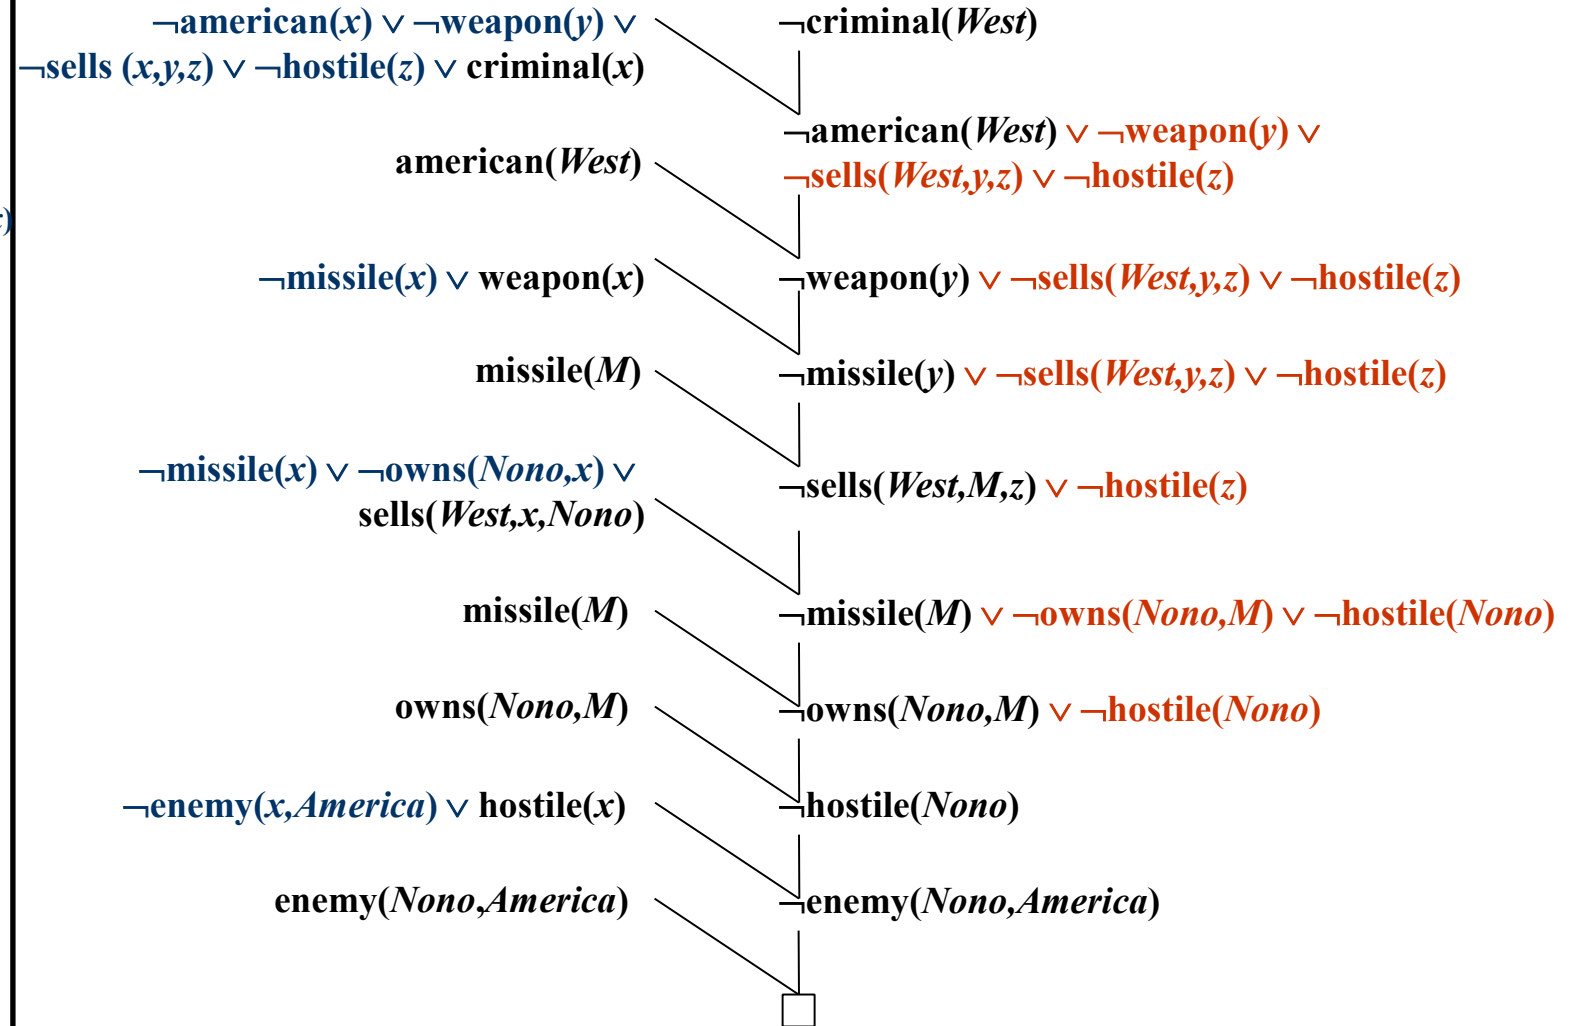 ¬american(x) ∨ ¬weapon(y) ∨
¬sells (x,y,z) ∨ ¬hostile(z) ∨ criminal(x)
¬criminal(West)
american(West)
¬american(West) ∨ ¬weapon(y) ∨
¬sells(West,y,z) ∨ ¬hostile(z)
¬missile(x) ∨ weapon(x)
¬weapon(y) ∨ ¬sells(West,y,z) ∨ ¬hostile(z)
missile(M)
¬missile(y) ∨ ¬sells(West,y,z) ∨ ¬hostile(z)
¬missile(x) ∨ ¬owns(Nono,x) ∨
sells(West,x,Nono)
¬sells(West,M,z) ∨ ¬hostile(z)
missile(M)
¬missile(M) ∨ ¬owns(Nono,M) ∨ ¬hostile(Nono)
owns(Nono,M)
¬owns(Nono,M) ∨ ¬hostile(Nono)
¬enemy(x,America) ∨ hostile(x)
¬hostile(Nono)
enemy(Nono,America)
¬enemy(Nono,America)